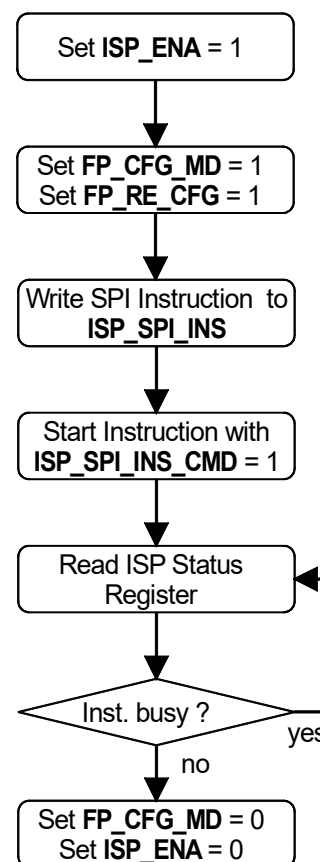 Set ISP_ENA = 1
Set FP_CFG_MD = 1
Set FP_RE_CFG = 1
Write SPI Instruction to
ISP_SPI_INS
Start Instruction with
ISP_SPI_INS_CMD = 1
Read ISP Status
Register
Inst. busy ?
yes
no
Set FP_CFG_MD = 0
Set ISP_ENA = 0